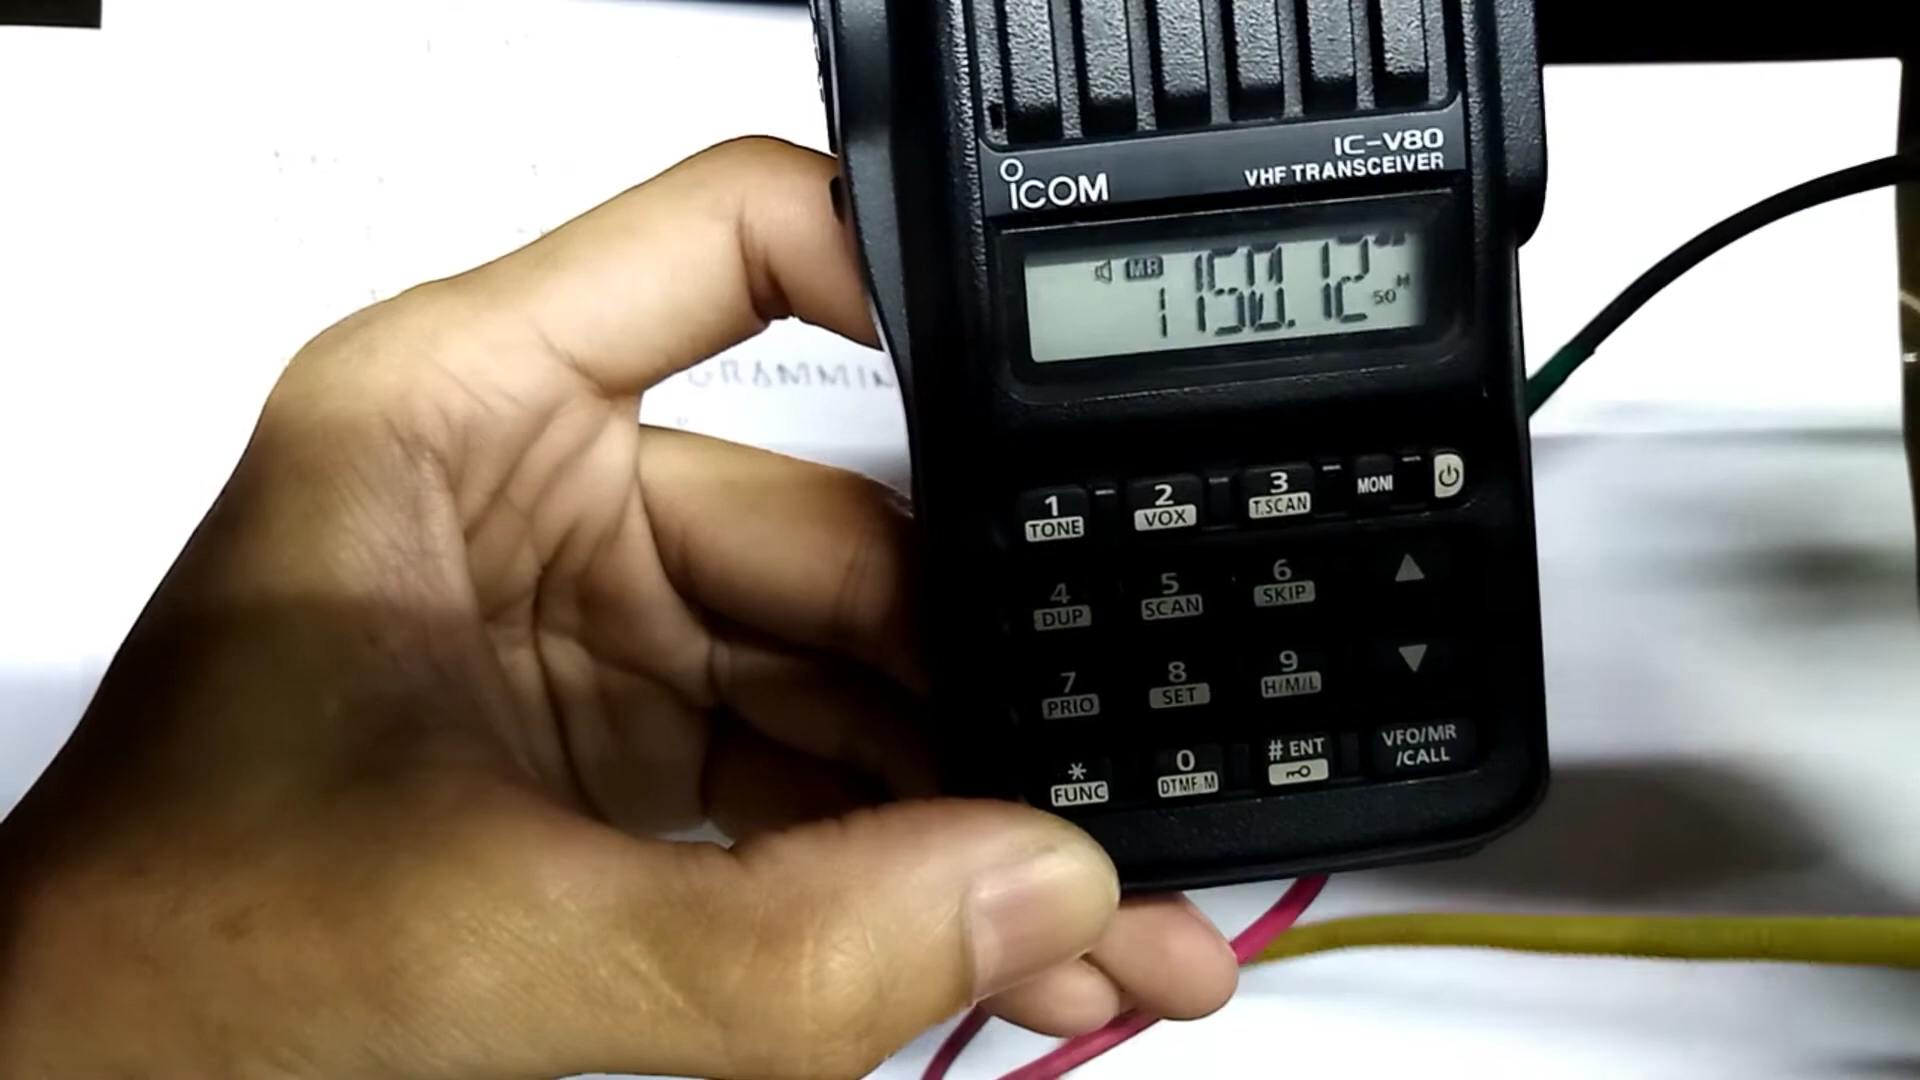 IC-V80
ICOM
VHF TRANSCEIVER
MR
150.12 50
1
TONE
2
VOX
3
T.SCAN
MONI
4
DUP
5
SCAN
6
SKIP
7
PRIO
8
SET
9
H/M/L
*
FUNC
0
DTMF.M
# ENT
VFO/MR
/CALL